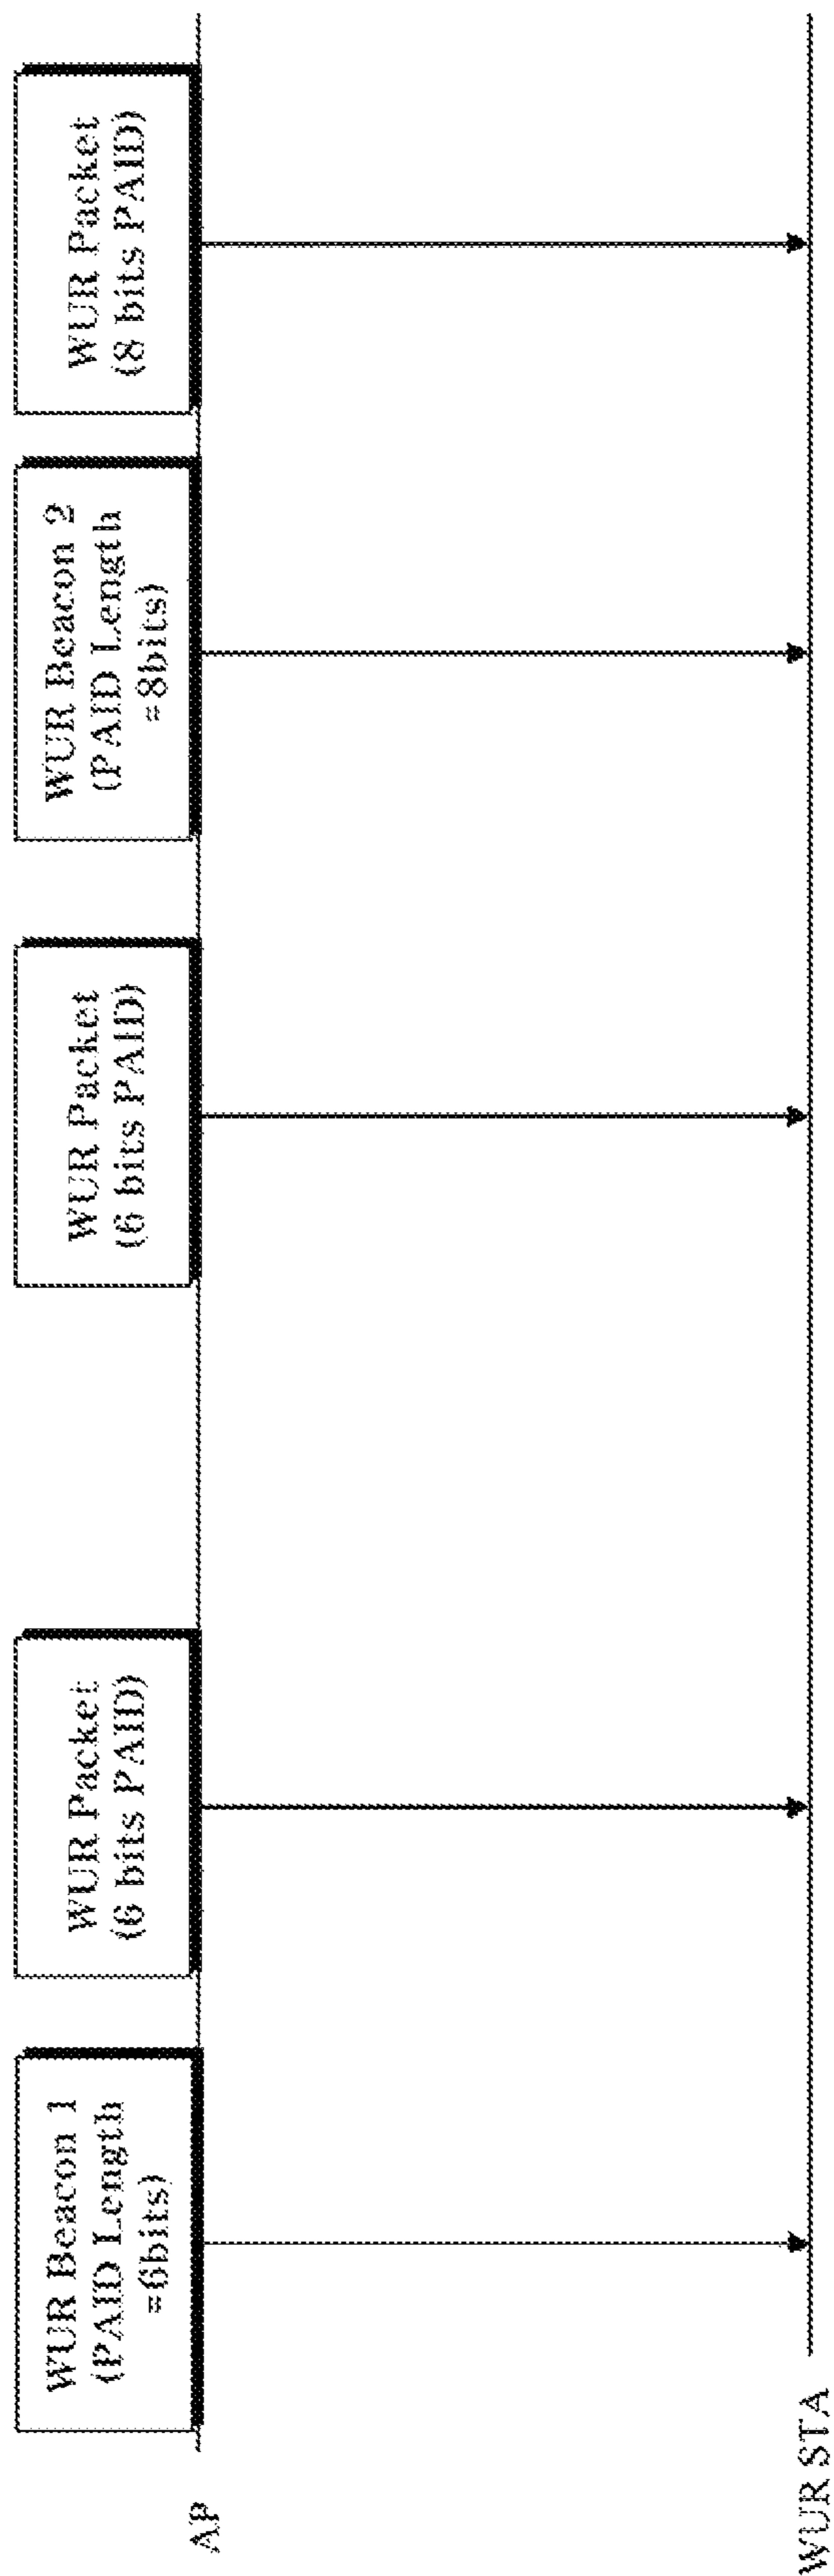 WUR Beacon 1
(PAID Length
=6bits)
WUR Packet
(6 bits PAID)
WUR Packet
(6 bits PAID)
WUR Beacon 2
(PAID Length
=8bits)
WUR Packet
(8 bits PAID)
AP
WUR STA